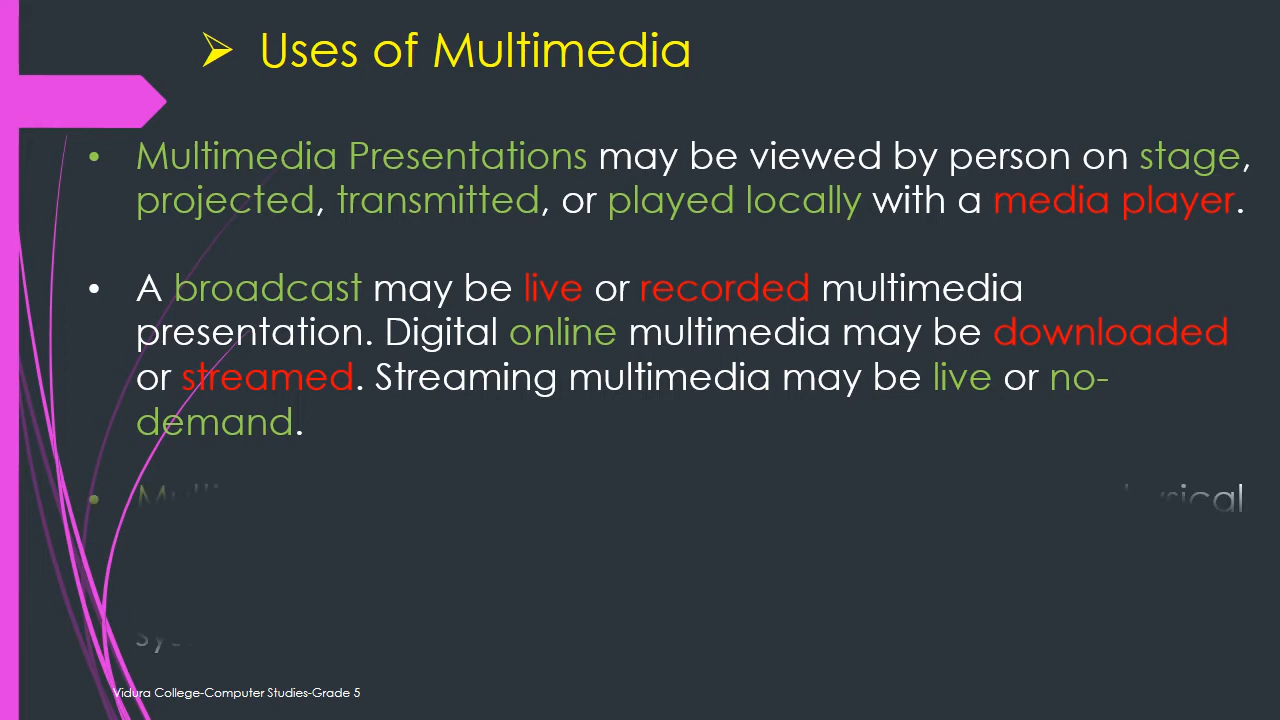 ➢ Uses of Multimedia
• Multimedia Presentations may be viewed by person on stage,
projected, transmitted, or played locally with a media player.
• A broadcast may be live or recorded multimedia
presentation. Digital online multimedia may be downloaded
or streamed. Streaming multimedia may be live or no-
demand.
Vidura College-Computer Studies-Grade 5